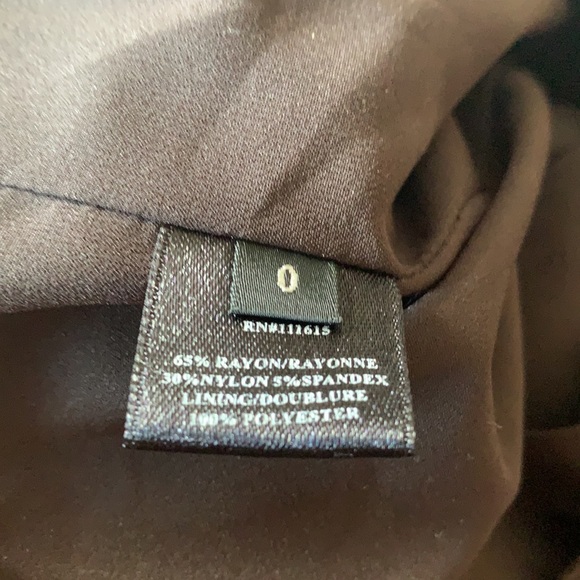 0
RN#111615
65% RAYON/RAYONNE
30%NYLON 5%SPANDEX
LINING/DOUBLURE
100% POLYESTER